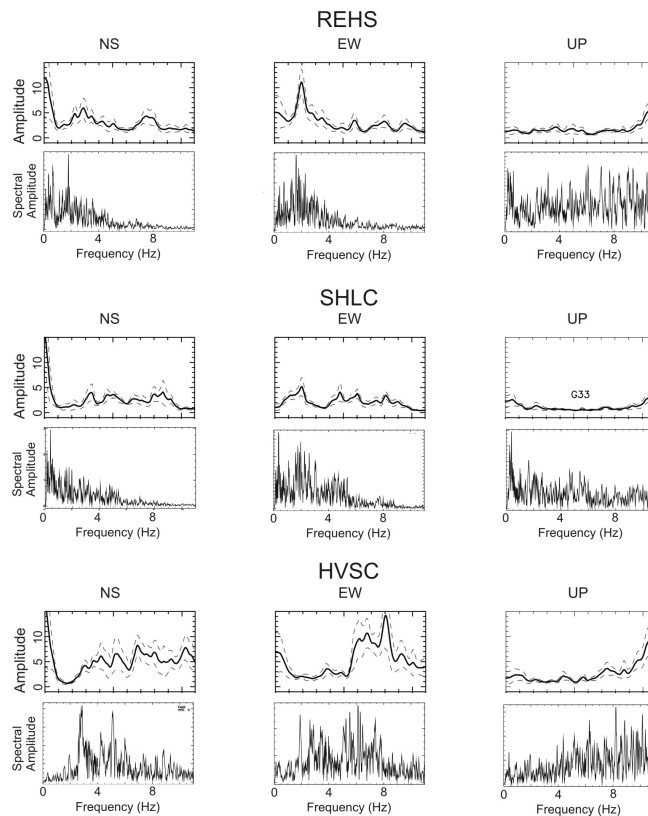 REHS
NS EW UP
Amplitude
10
5
0
Spectral
Amplitude
0 4 8 0 4 8 0 4 8
Frequency (Hz) Frequency (Hz) Frequency (Hz)
SHLC
NS EW UP
Amplitude
10
5
0
G33
Spectral
Amplitude
0 4 8 0 4 8 0 4 8
Frequency (Hz) Frequency (Hz) Frequency (Hz)
HVSC
NS EW UP
Amplitude
10
5
0
Spectral
Amplitude
0 4 8 0 4 8 0 4 8
Frequency (Hz) Frequency (Hz) Frequency (Hz)